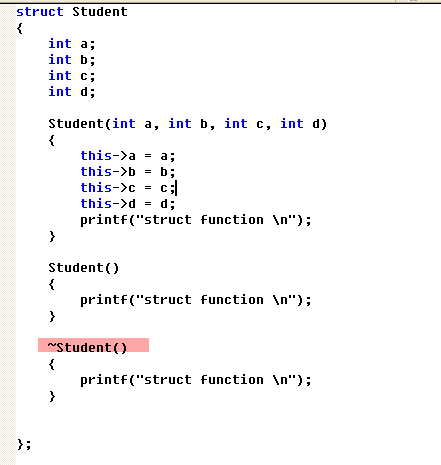 struct Student
{
    int a;
    int b;
    int c;
    int d;

    Student(int a, int b, int c, int d)
    {
        this->a = a;
        this->b = b;
        this->c = c;
        this->d = d;
        printf("struct function \n");
    }

    Student()
    {
        printf("struct function \n");
    }

    ~Student()
    {
        printf("struct function \n");
    }


};